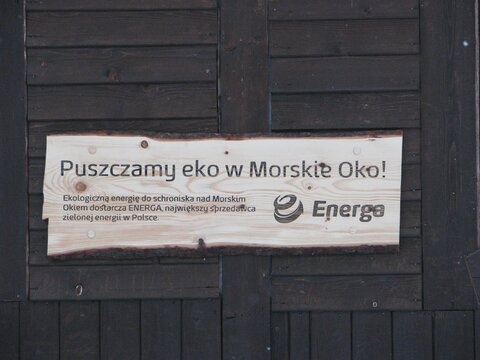 Puszczamy eko w Morskie Oko!
Ekologiczną energię do schroniska nad Morskim
Okiem dostarcza ENERGA, największy sprzedawca
zielonej energii w Polsce.
Energa